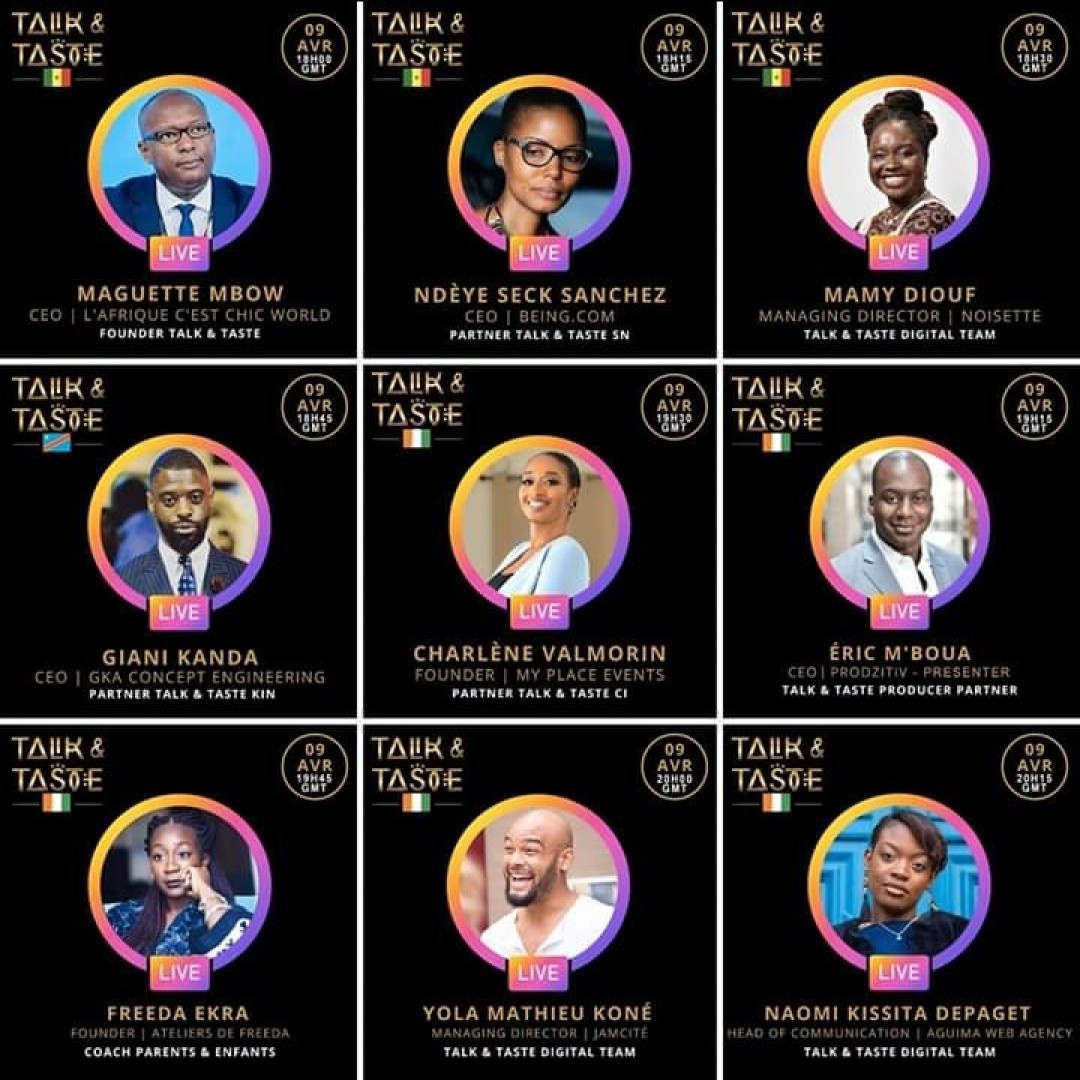 TALK &
TASTE
09
AVR
18H00
GMT
LIVE
MAGUETTE MBOW
CEO | L'AFRIQUE C'EST CHIC WORLD
FOUNDER TALK & TASTE
TALK &
TASTE
09
AVR
18H15
GMT
LIVE
NDÈYE SECK SANCHEZ
CEO | BEING.COM
PARTNER TALK & TASTE SN
TALK &
TASTE
09
AVR
18H30
GMT
LIVE
MAMY DIOUF
MANAGING DIRECTOR | NOISETTE
TALK & TASTE DIGITAL TEAM
TALK &
TASTE
09
AVR
18H45
GMT
LIVE
GIANI KANDA
CEO | GKA CONCEPT ENGINEERING
PARTNER TALK & TASTE KIN
TALK &
TASTE
09
AVR
19H30
GMT
LIVE
CHARLÈNE VALMORIN
FOUNDER | MY PLACE EVENTS
PARTNER TALK & TASTE CI
TALK &
TASTE
09
AVR
19H15
GMT
LIVE
ÉRIC M'BOUA
CEO | PRODZITIV - PRESENTER
TALK & TASTE PRODUCER PARTNER
TALK &
TASTE
09
AVR
19H45
GMT
LIVE
FREEDA EKRA
FOUNDER | ATELIERS DE FREEDA
COACH PARENTS & ENFANTS
TALK &
TASTE
09
AVR
20H00
GMT
LIVE
YOLA MATHIEU KONÉ
MANAGING DIRECTOR | JAMCITÉ
TALK & TASTE DIGITAL TEAM
TALK &
TASTE
09
AVR
20H15
GMT
LIVE
NAOMI KISSITA DEPAGET
HEAD OF COMMUNICATION | AGUIMA WEB AGENCY
TALK & TASTE DIGITAL TEAM